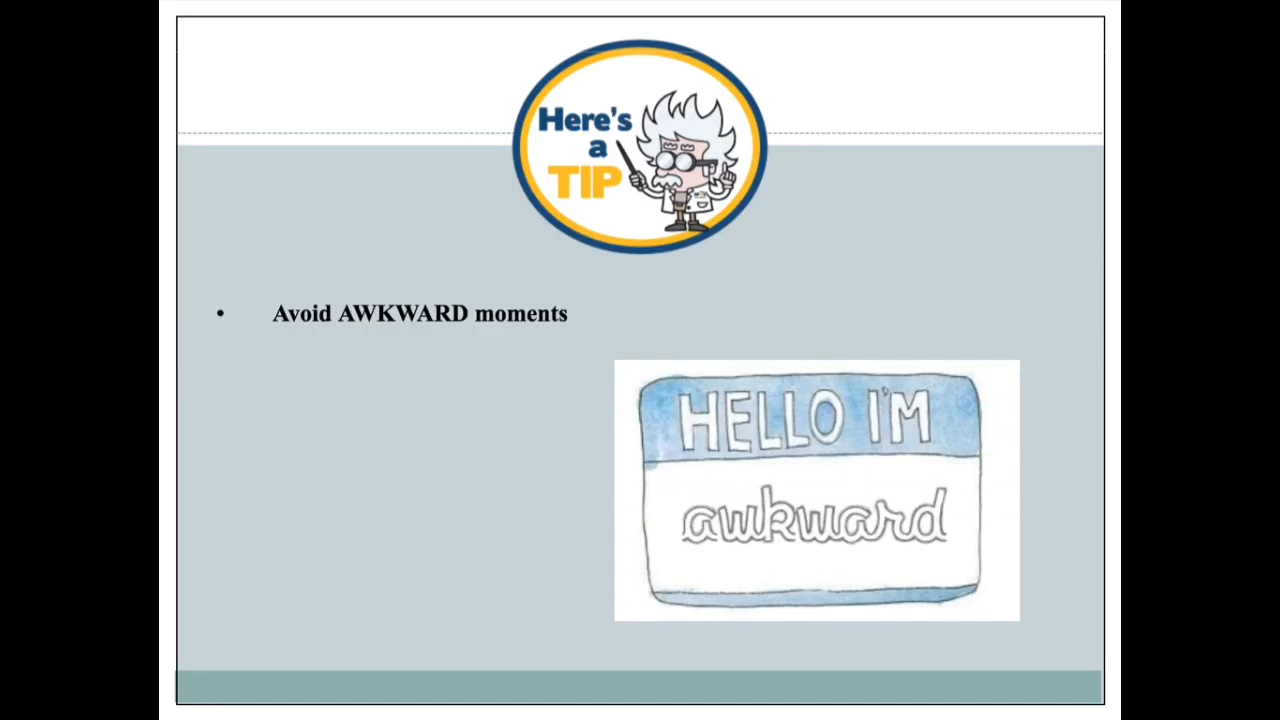 Here's
a
TIP
• Avoid AWKWARD moments
HELLO I'M
awkward